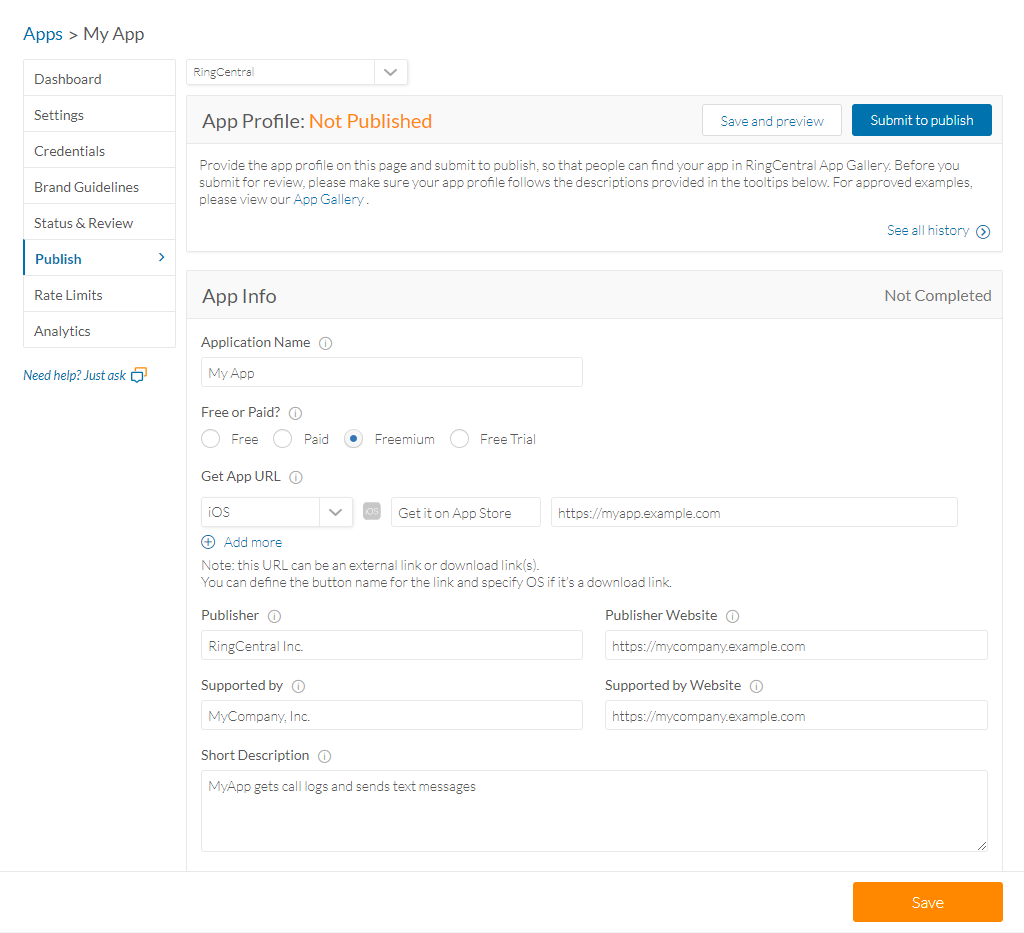 Apps > My App
Dashboard
Settings
Credentials
Brand Guidelines
Status & Review
Publish
Rate Limits
Analytics
Need help? Just ask
RingCentral
App Profile: Not Published
Save and preview
Submit to publish
Provide the app profile on this page and submit to publish, so that people can find your app in RingCentral App Gallery. Before you
submit for review, please make sure your app profile follows the descriptions provided in the tooltips below. For approved examples,
please view our App Gallery .
See all history
App Info
Not Completed
Application Name
My App
Free or Paid?
Free
Paid
Freemium
Free Trial
Get App URL
iOS
iOS
Get it on App Store
https://myapp.example.com
Add more
Note: this URL can be an external link or download link(s).
You can define the button name for the link and specify OS if it's a download link.
Publisher
Publisher Website
RingCentral Inc.
https://mycompany.example.com
Supported by
Supported by Website
MyCompany, Inc.
https://mycompany.example.com
Short Description
MyApp gets call logs and sends text messages
Save